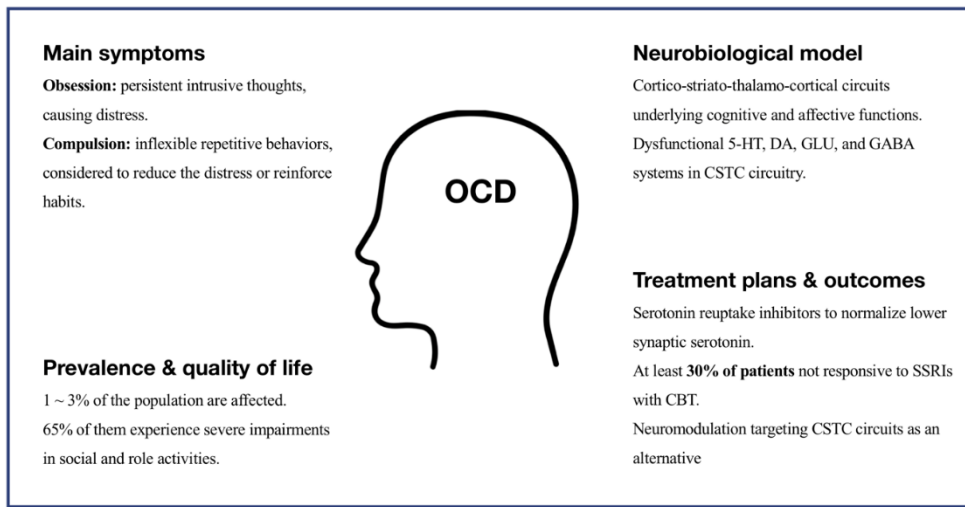 Main symptoms
Obsession: persistent intrusive thoughts,
causing distress.
Compulsion: inflexible repetitive behaviors,
considered to reduce the distress or reinforce
habits.
Neurobiological model
Cortico-striato-thalamo-cortical circuits
underlying cognitive and affective functions.
Dysfunctional 5-HT, DA, GLU, and GABA
systems in CSTC circuitry.
OCD
Prevalence & quality of life
1 ~ 3% of the population are affected.
65% of them experience severe impairments
in social and role activities.
Treatment plans & outcomes
Serotonin reuptake inhibitors to normalize lower
synaptic serotonin.
At least 30% of patients not responsive to SSRIs
with CBT.
Neuromodulation targeting CSTC circuits as an
alternative